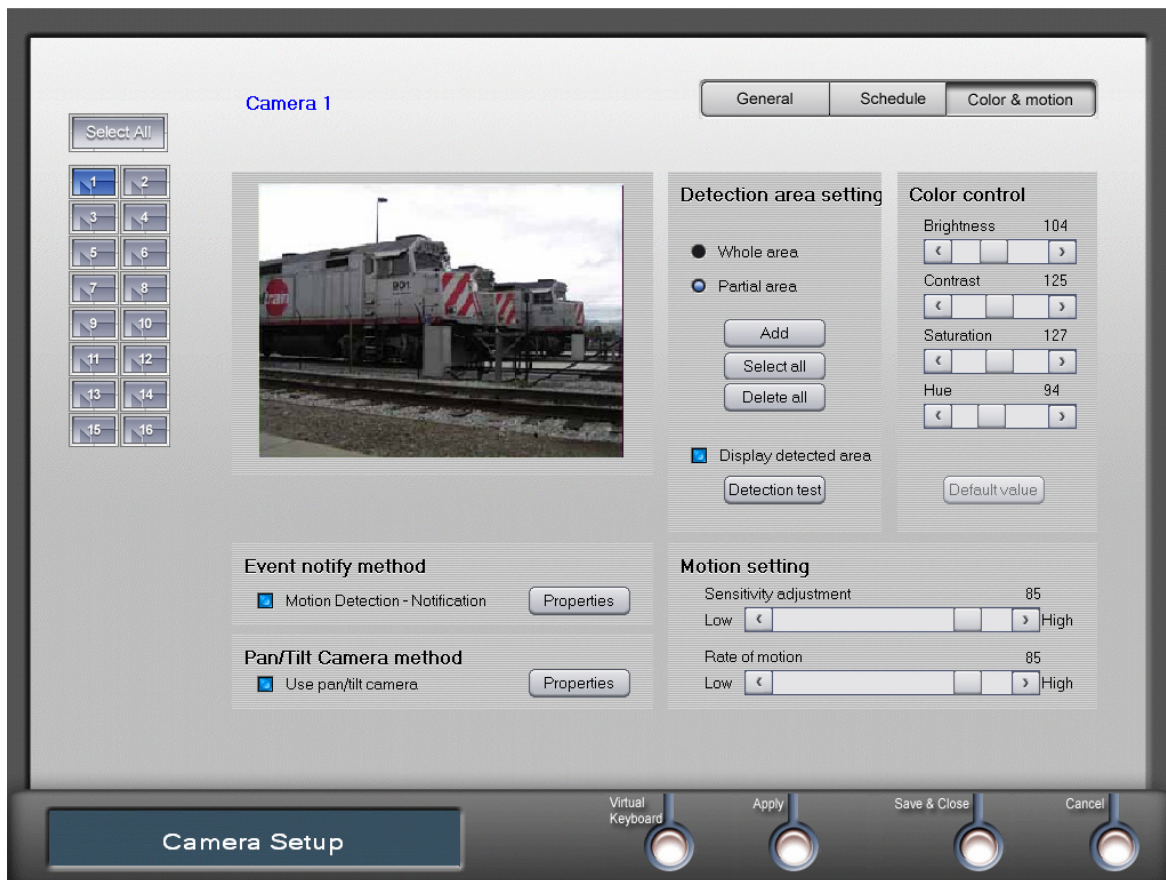 Camera 1
General
Schedule
Color & motion
Select All
1
2
3
4
5
6
7
8
9
10
11
12
13
14
15
16
901
train
Detection area setting
Whole area
Partial area
Add
Select all
Delete all
Display detected area
Detection test
Color control
Brightness 104
Contrast 125
Saturation 127
Hue 94
Default value
Event notify method
Motion Detection - Notification
Properties
Pan/Tilt Camera method
Use pan/tilt camera
Properties
Motion setting
Sensitivity adjustment 85
Low
High
Rate of motion 85
Low
High
Camera Setup
Virtual
Keyboard
Apply
Save & Close
Cancel